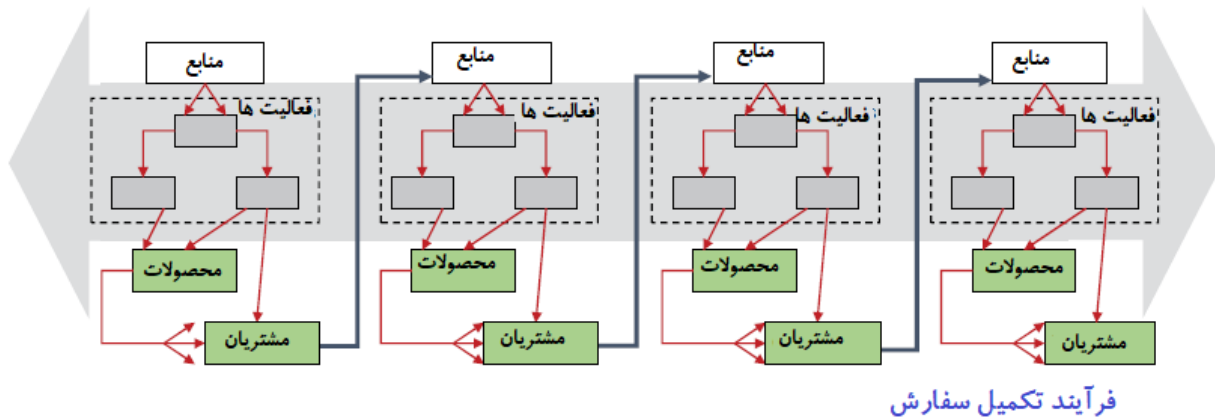 منابع
منابع
منابع
منابع
فعالیت ها
فعالیت ها
فعالیت ها
فعالیت ها
محصولات
محصولات
محصولات
محصولات
مشتریان
مشتریان
مشتریان
مشتریان
فرآیند تکمیل سفارش